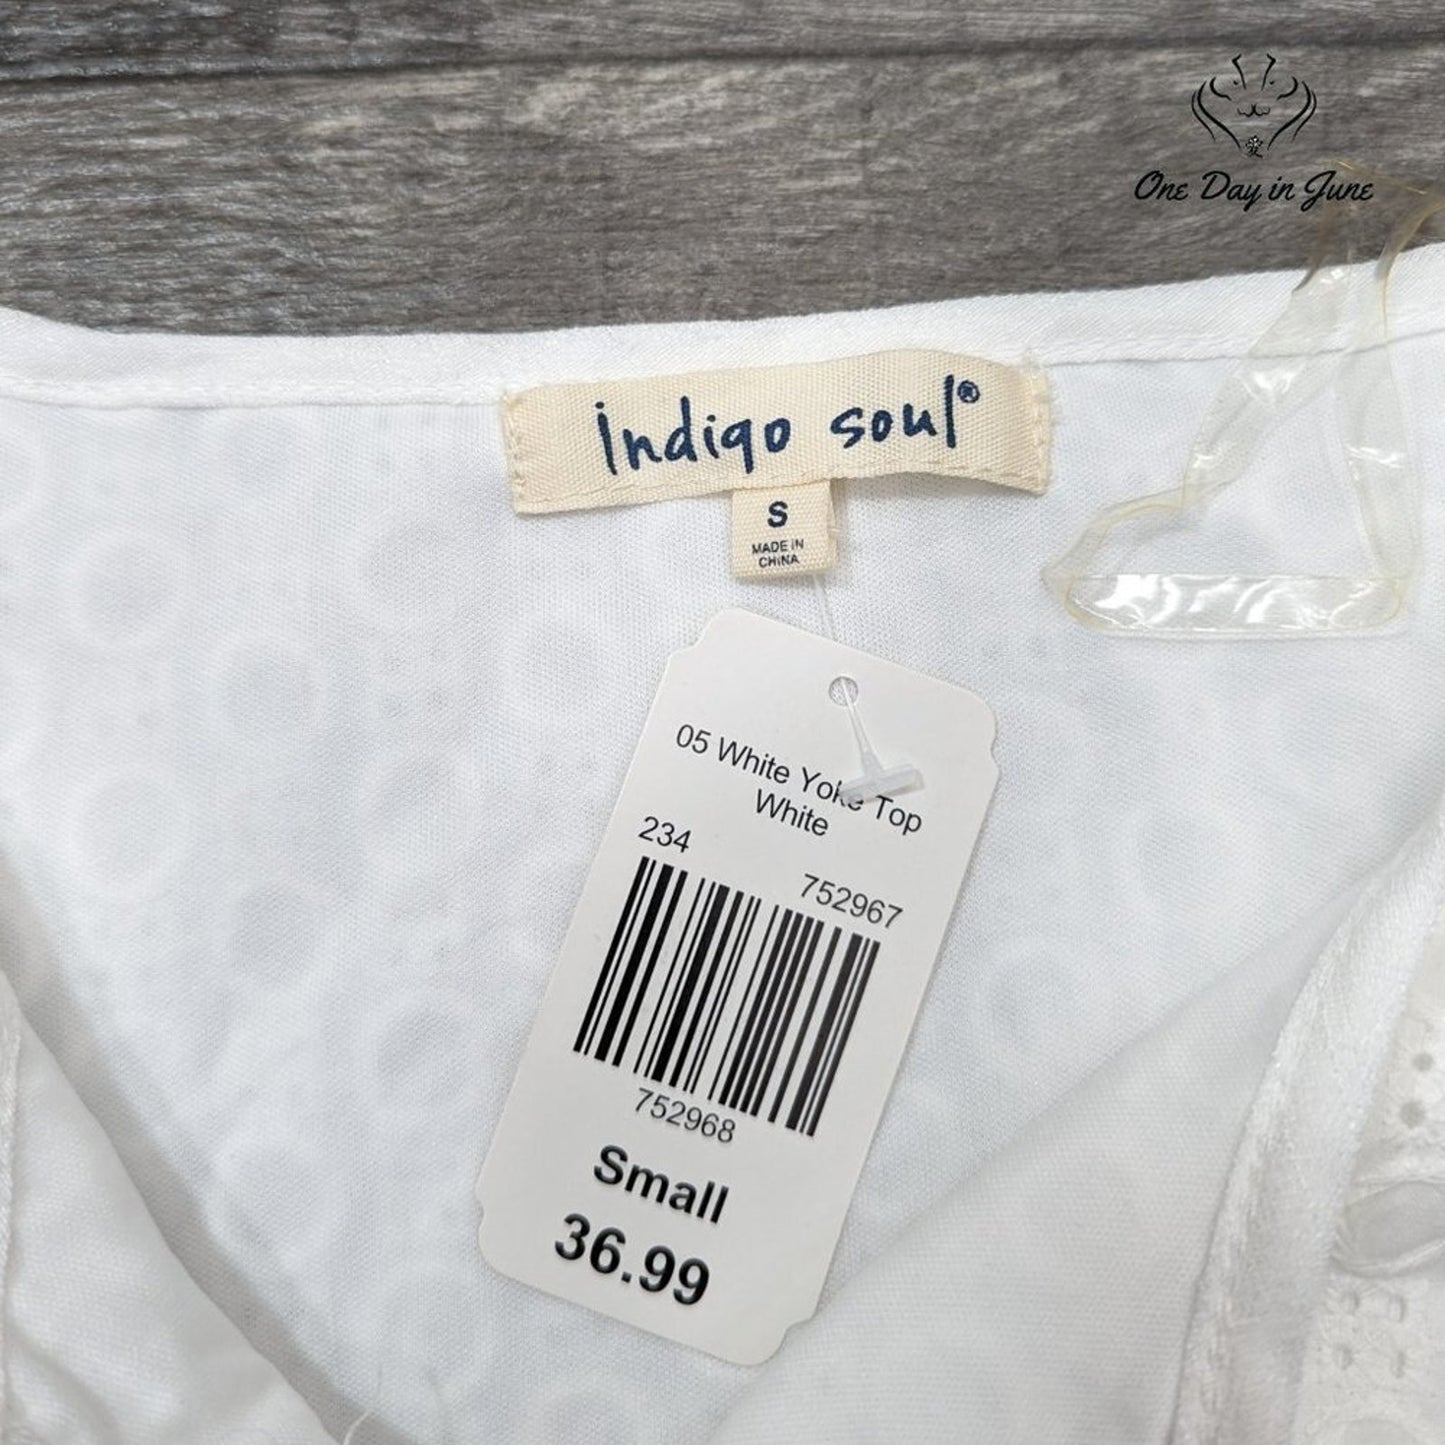 愛
One Day in June
indigo soul®
S
MADE IN
CHINA
05 White Yoke Top
White
234
752967
752968
Small
36.99